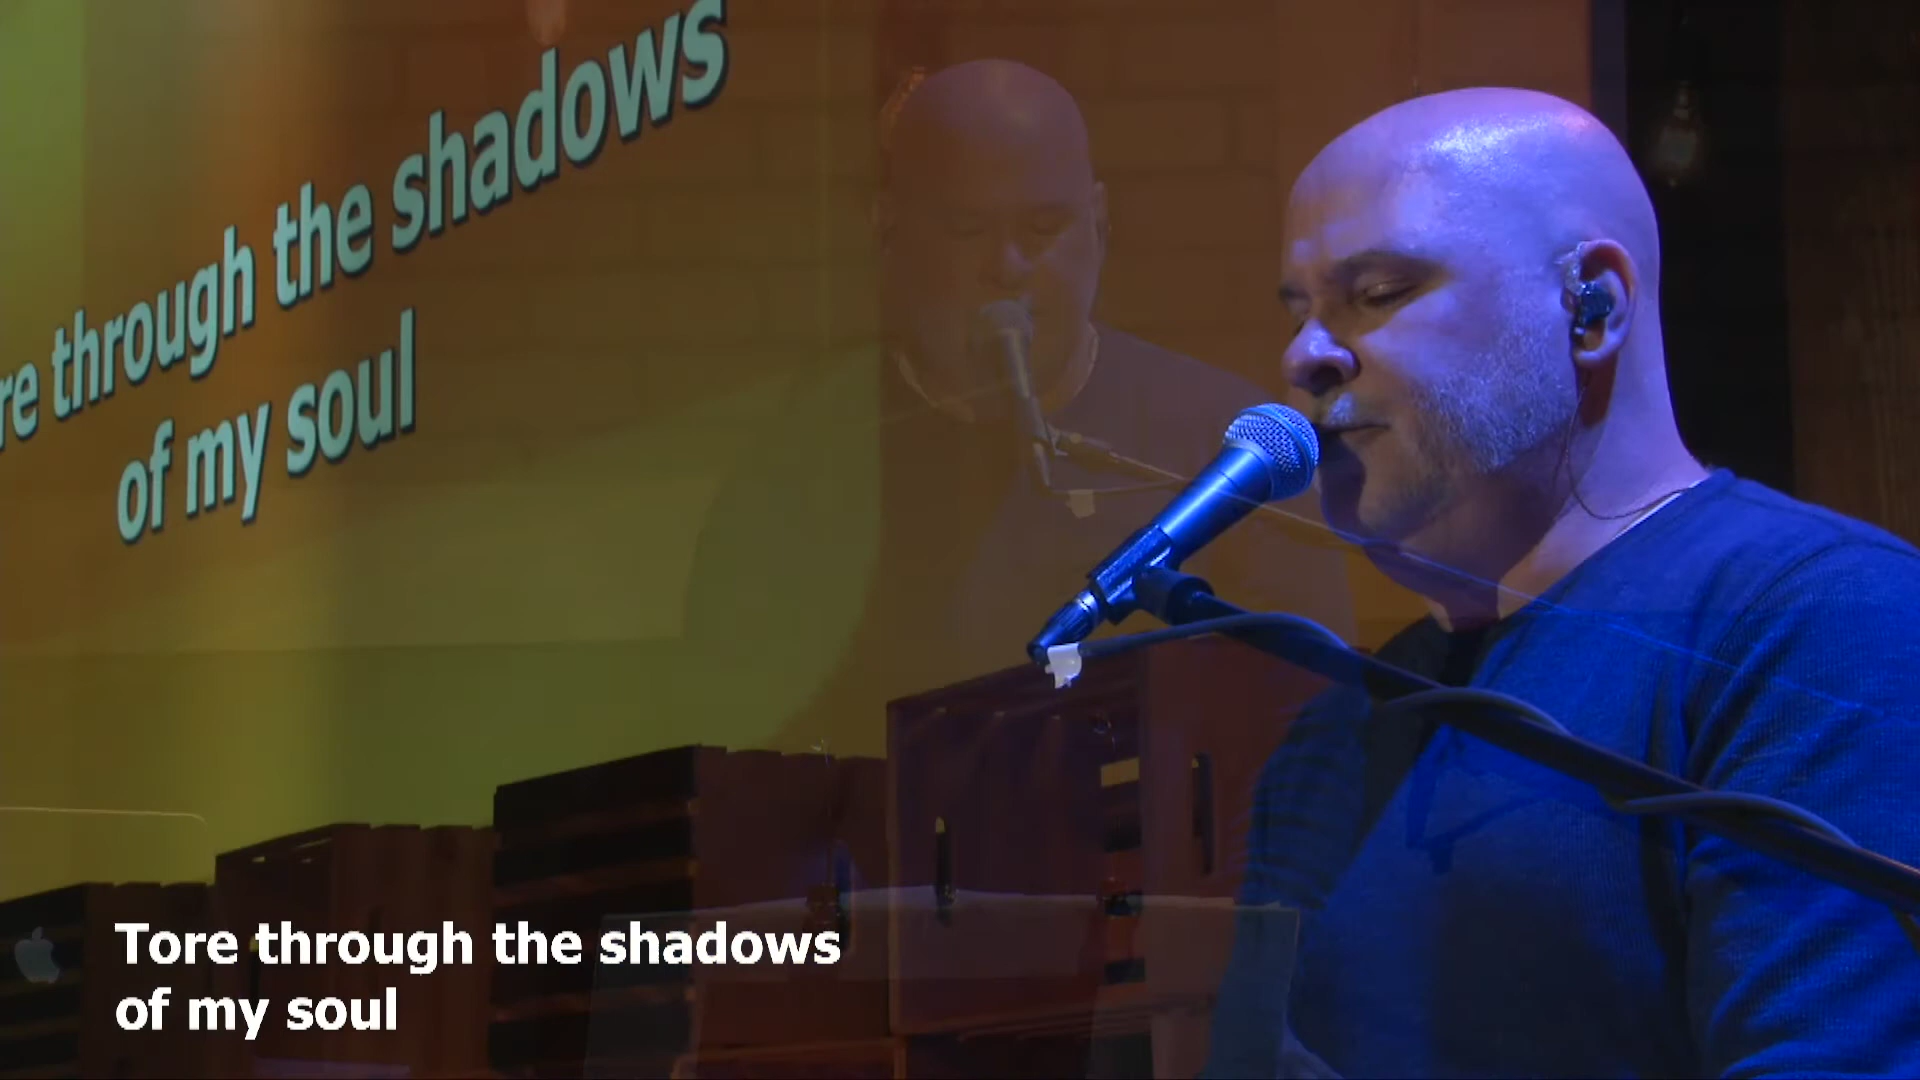 re through the shadows
of my soul
Tore through the shadows
of my soul